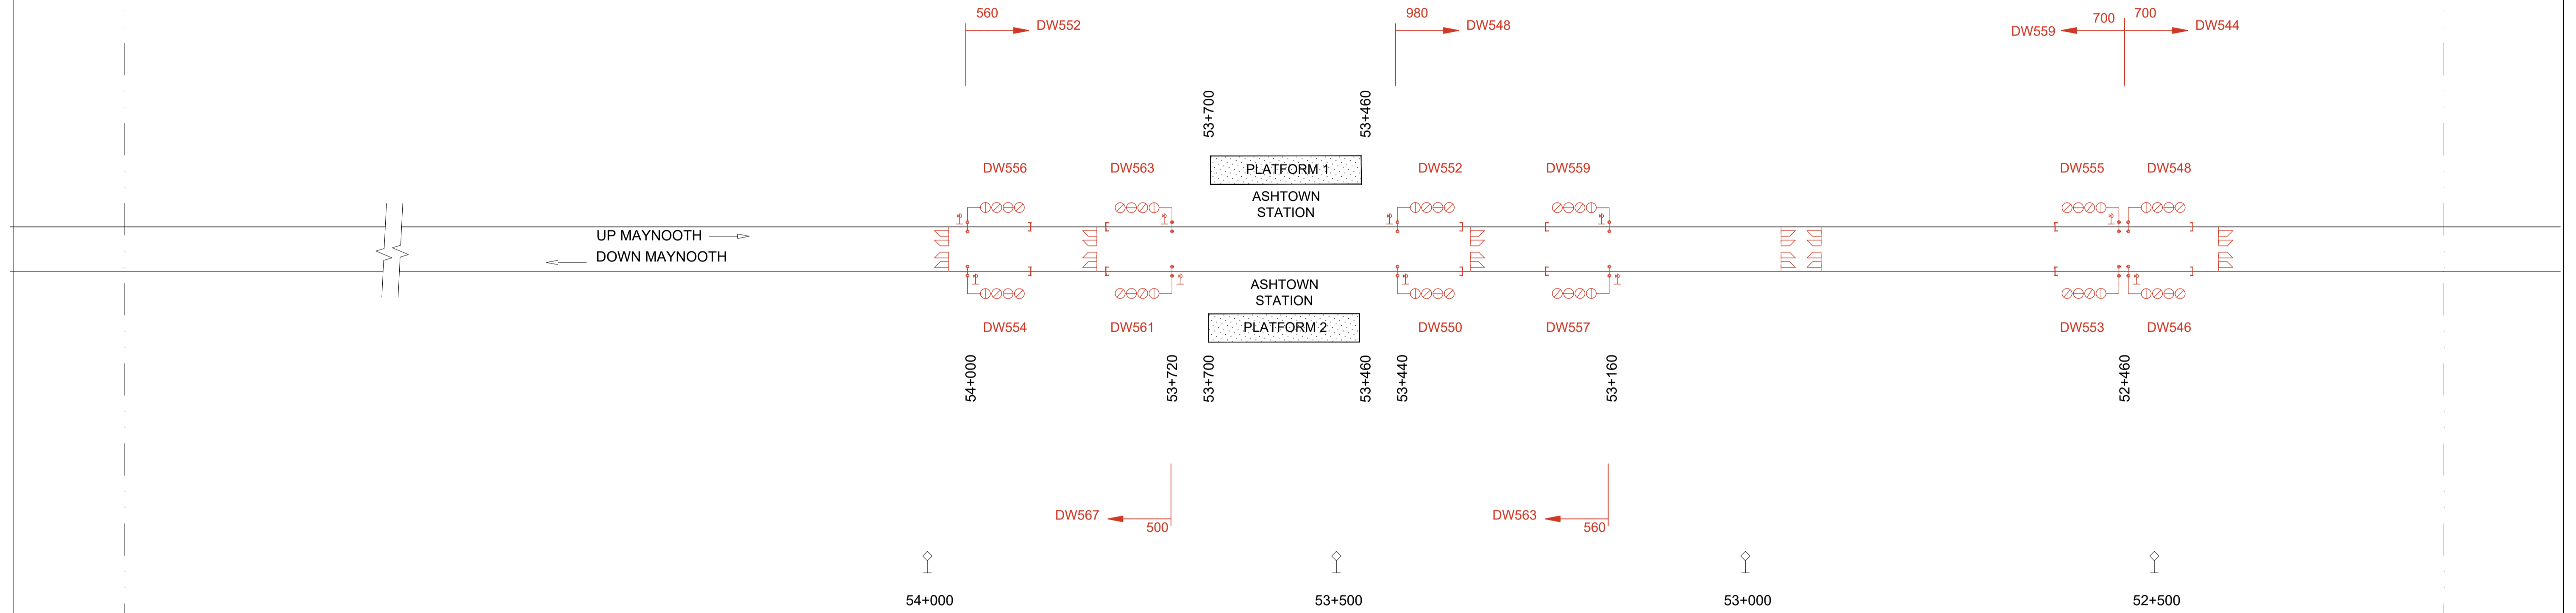 560
DW552
980
DW548
DW559
700
700
DW544
53+700
53+460
DW556
DW563
PLATFORM 1
DW552
DW559
DW555
DW548
ASHTOWN
STATION
UP MAYNOOTH
DOWN MAYNOOTH
ASHTOWN
STATION
DW554
DW561
PLATFORM 2
DW550
DW557
DW553
DW546
54+000
53+720
53+700
53+460
53+440
53+160
52+460
DW567
500
DW563
560
54+000
53+500
53+000
52+500